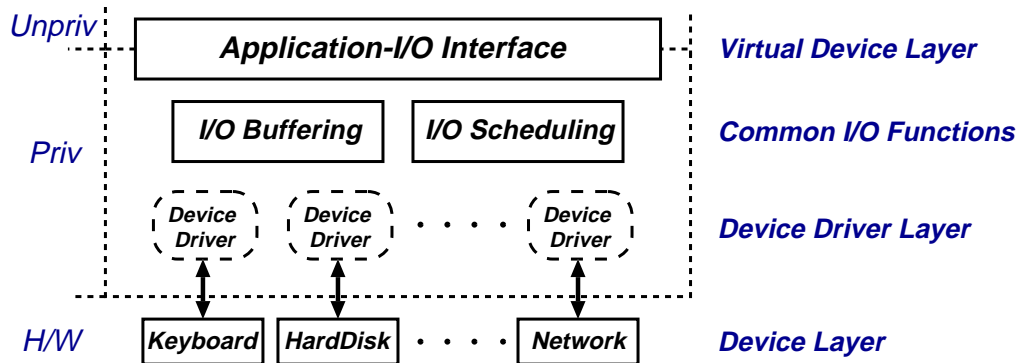 Unpriv
Application-I/O Interface
Virtual Device Layer
Priv
I/O Buffering
I/O Scheduling
Common I/O Functions
Device
Driver
Device
Driver
Device
Driver
Device Driver Layer
H/W
Keyboard
HardDisk
Network
Device Layer